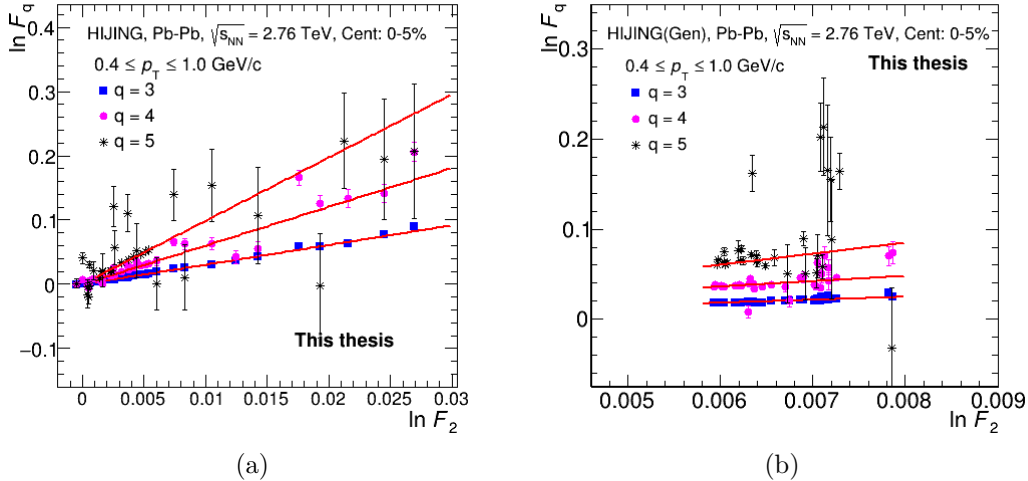 ln F_q
HIJING, Pb-Pb, √s_NN = 2.76 TeV, Cent: 0-5%
0.4 ≤ p_T ≤ 1.0 GeV/c
q = 3
q = 4
q = 5
0.4
0.3
0.2
0.1
0
−0.1
This thesis
0 0.005 0.01 0.015 0.02 0.025 0.03
ln F_2
(a)
ln F_q
HIJING(Gen), Pb-Pb, √s_NN = 2.76 TeV, Cent: 0-5%
This thesis
0.4 ≤ p_T ≤ 1.0 GeV/c
q = 3
q = 4
q = 5
0.3
0.2
0.1
0
0.005 0.006 0.007 0.008 0.009
ln F_2
(b)